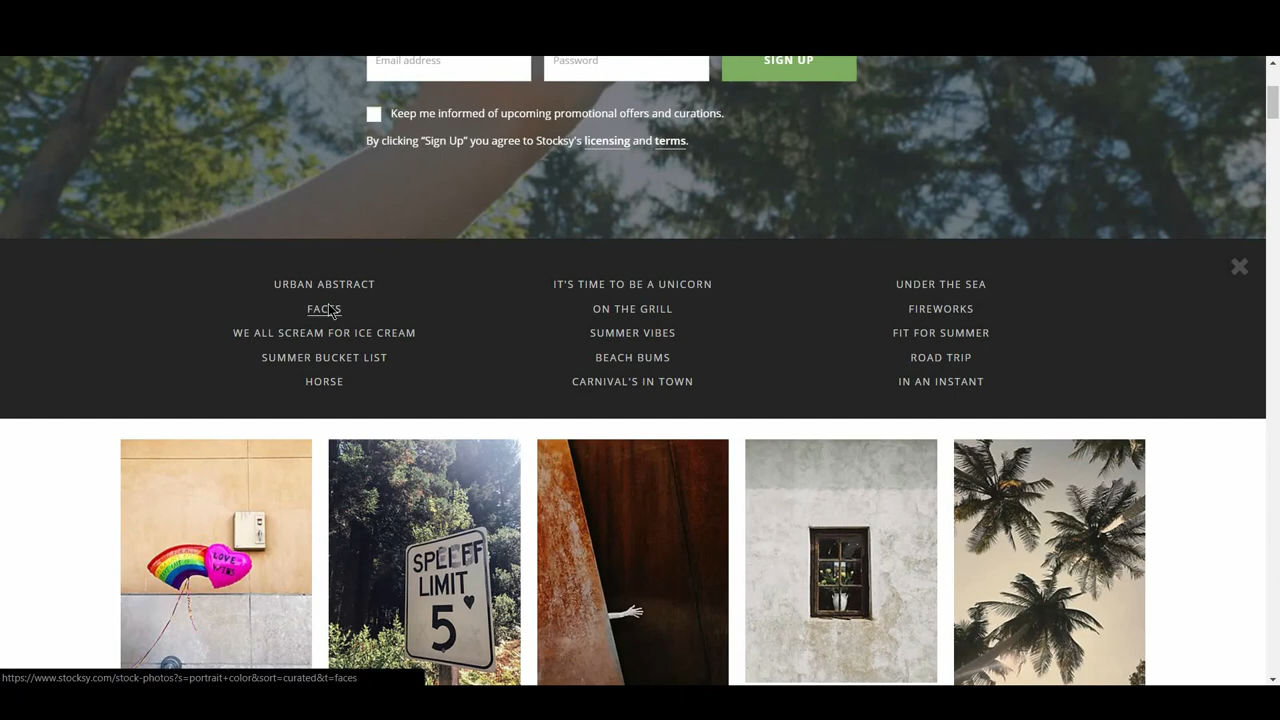 Email address Password SIGN UP
Keep me informed of upcoming promotional offers and curations.
By clicking “Sign Up” you agree to Stocksy's licensing and terms.
URBAN ABSTRACT
FACES
WE ALL SCREAM FOR ICE CREAM
SUMMER BUCKET LIST
HORSE
IT'S TIME TO BE A UNICORN
ON THE GRILL
SUMMER VIBES
BEACH BUMS
CARNIVAL'S IN TOWN
UNDER THE SEA
FIREWORKS
FIT FOR SUMMER
ROAD TRIP
IN AN INSTANT
LOVE
WINS
SPLEEFF
LIMIT
5
https://www.stocksy.com/stock-photos?s=portrait+color&sort=curated&t=faces